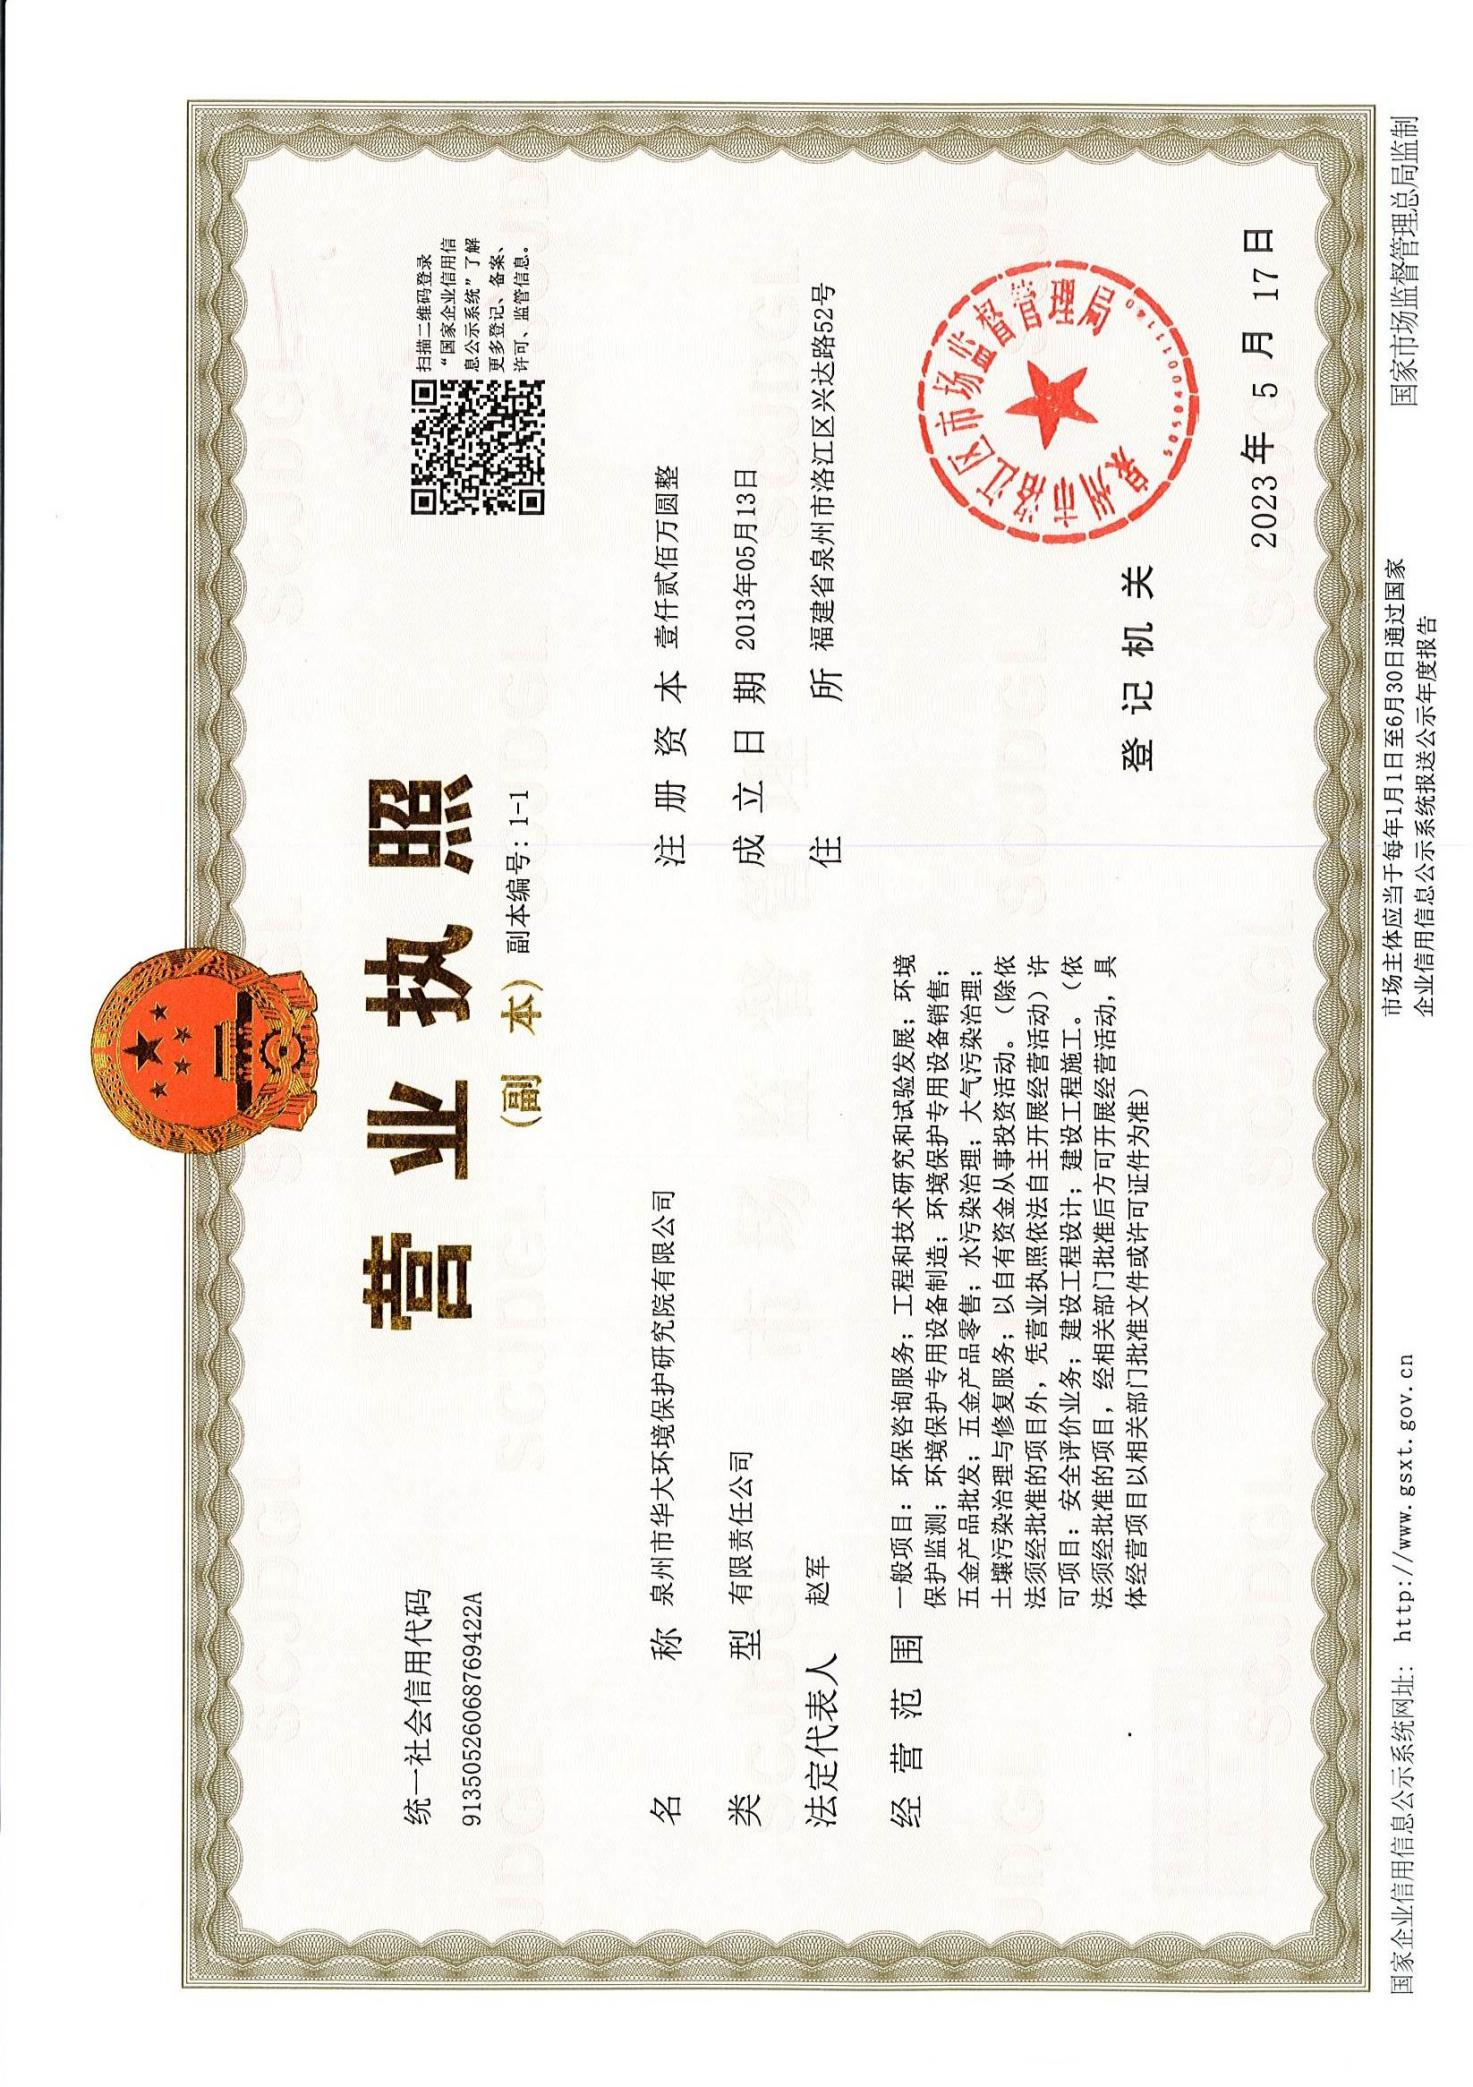 营业执照
(副本) 副本编号：1-1
统一社会信用代码
91350526068769422A
扫描二维码登录
“国家企业信用信
息公示系统”了解
更多登记、备案、
许可、监管信息。
名称 泉州市华大环境保护研究院有限公司
类型 有限责任公司
法定代表人 赵军
经营范围 一般项目：环保咨询服务；工程和技术研究和试验发展；环境
保护监测；环境保护专用设备制造；环境保护专用设备销售；
五金产品批发；五金产品零售；水污染治理；大气污染治理；
土壤污染治理与修复服务；以自有资金从事投资活动。（除依
法须经批准的项目外，凭营业执照依法自主开展经营活动）许
可项目：安全评价业务；建设工程设计；建设工程施工。（依
法须经批准的项目，经相关部门批准后方可开展经营活动，具
体经营项目以相关部门批准文件或许可证件为准）
注册资本 壹仟贰佰万圆整
成立日期 2013年05月13日
住所 福建省泉州市洛江区兴达路52号
登记机关
泉州市洛江区市场监督管理局
2023年5月17日
国家企业信用信息公示系统网址：http://www.gsxt.gov.cn
市场主体应当于每年1月1日至6月30日通过国家
企业信用信息公示系统报送公示年度报告
国家市场监督管理总局监制